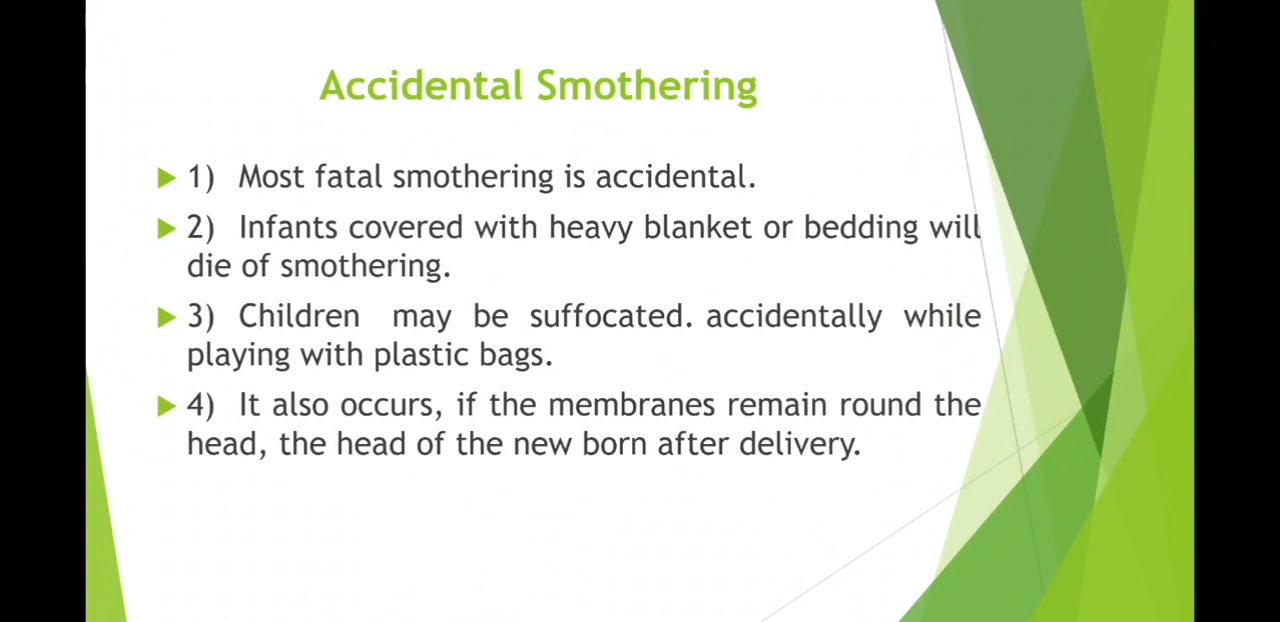 Accidental Smothering
1) Most fatal smothering is accidental.
2) Infants covered with heavy blanket or bedding will
die of smothering.
3) Children may be suffocated. accidentally while
playing with plastic bags.
4) It also occurs, if the membranes remain round the
head, the head of the new born after delivery.